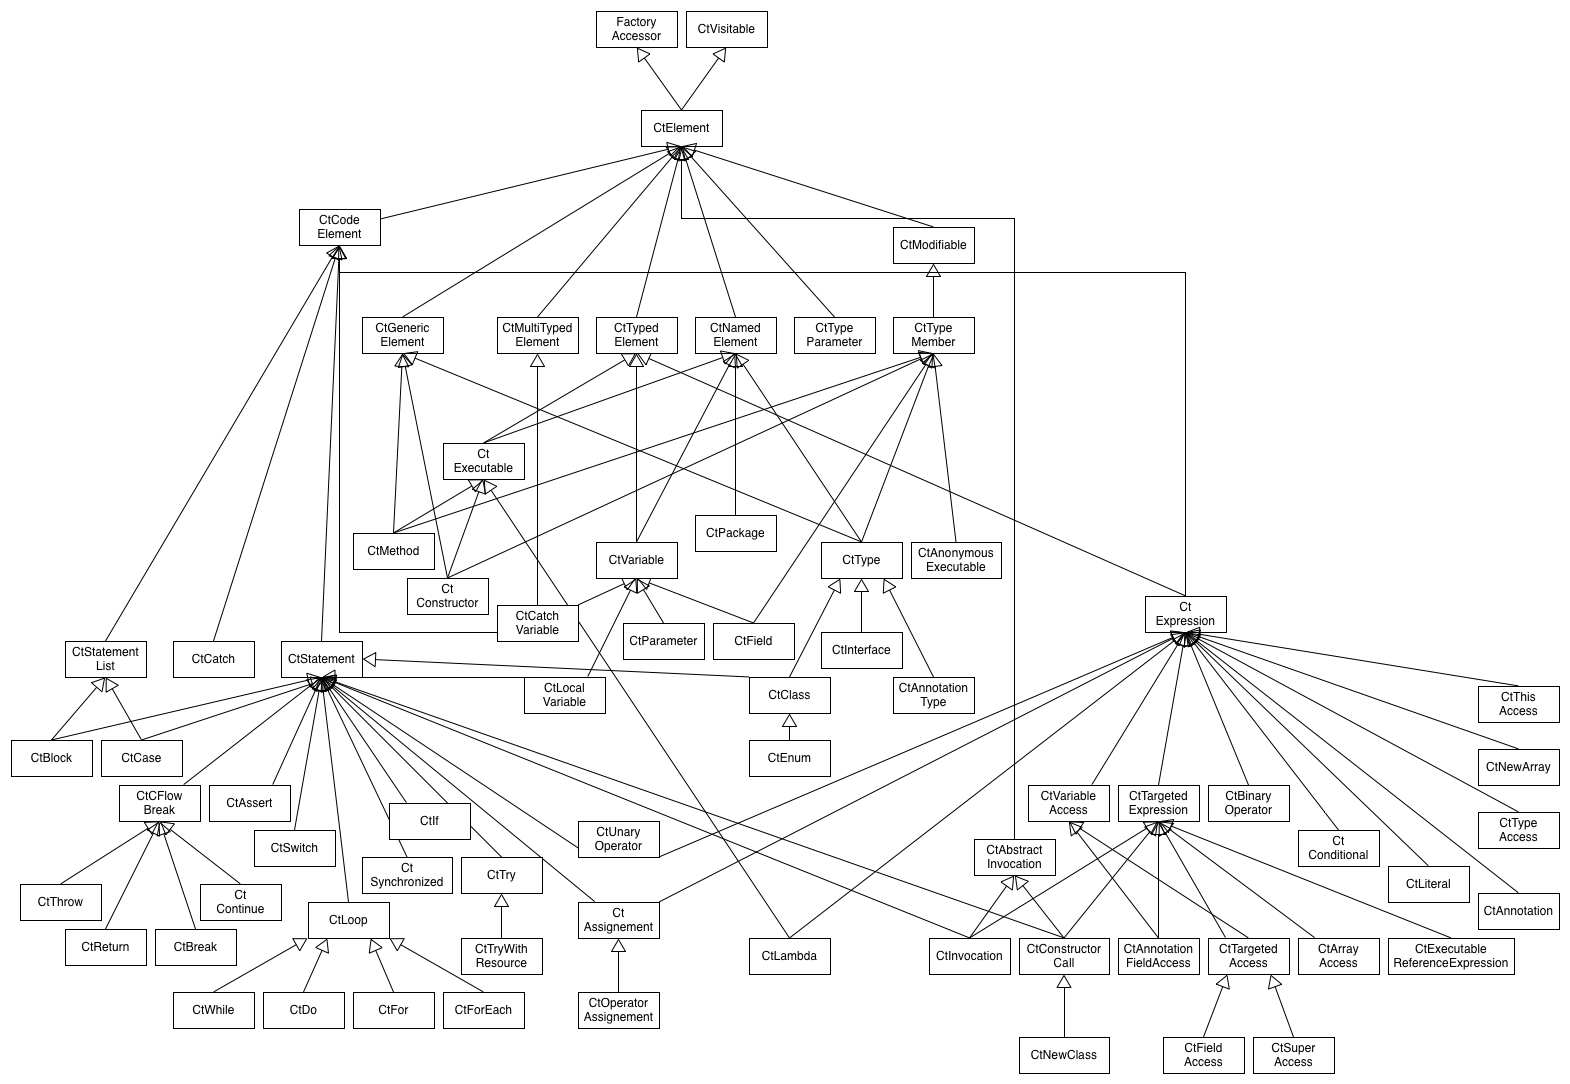 Factory
Accessor
CtVisitable
CtElement
CtCode
Element
CtModifiable
CtGeneric
Element
CtMultiTyped
Element
CtTyped
Element
CtNamed
Element
CtType
Parameter
CtType
Member
Ct
Executable
CtMethod
CtPackage
CtVariable
CtType
CtAnonymous
Executable
Ct
Constructor
CtCatch
Variable
CtParameter
CtField
CtInterface
Ct
Expression
CtStatement
List
CtCatch
CtStatement
CtLocal
Variable
CtClass
CtAnnotation
Type
CtThis
Access
CtBlock
CtCase
CtEnum
CtNewArray
CtCFlow
Break
CtAssert
CtIf
CtSwitch
CtUnary
Operator
CtVariable
Access
CtTargeted
Expression
CtBinary
Operator
CtType
Access
Ct
Conditional
CtAbstract
Invocation
Ct
Synchronized
CtTry
CtLiteral
CtThrow
Ct
Continue
CtLoop
Ct
Assignement
CtAnnotation
CtReturn
CtBreak
CtTryWith
Resource
CtLambda
CtInvocation
CtConstructor
Call
CtAnnotation
FieldAccess
CtTargeted
Access
CtArray
Access
CtExecutable
ReferenceExpression
CtWhile
CtDo
CtFor
CtForEach
CtOperator
Assignement
CtNewClass
CtField
Access
CtSuper
Access